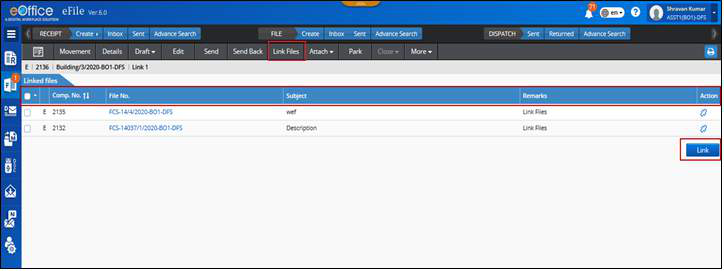 eOffice eFile Ver.6.0
A DIGITAL WORKPLACE SOLUTION
21 en Shravan Kumar
ASST1(BO1)-DFS
RECEIPT Create Inbox Sent Advance Search FILE Create Inbox Sent Advance Search DISPATCH Sent Returned Advance Search
Movement Details Draft Edit Send Send Back Link Files Attach Park Close More
E | 2136 | Building/3/2020-BO1-DFS | Link 1
Linked files
Comp. No. File No. Subject Remarks Action
E 2135 FCS-14/4/2020-BO1-DFS wef Link Files
E 2132 FCS-14037/1/2020-BO1-DFS Description Link Files
Link